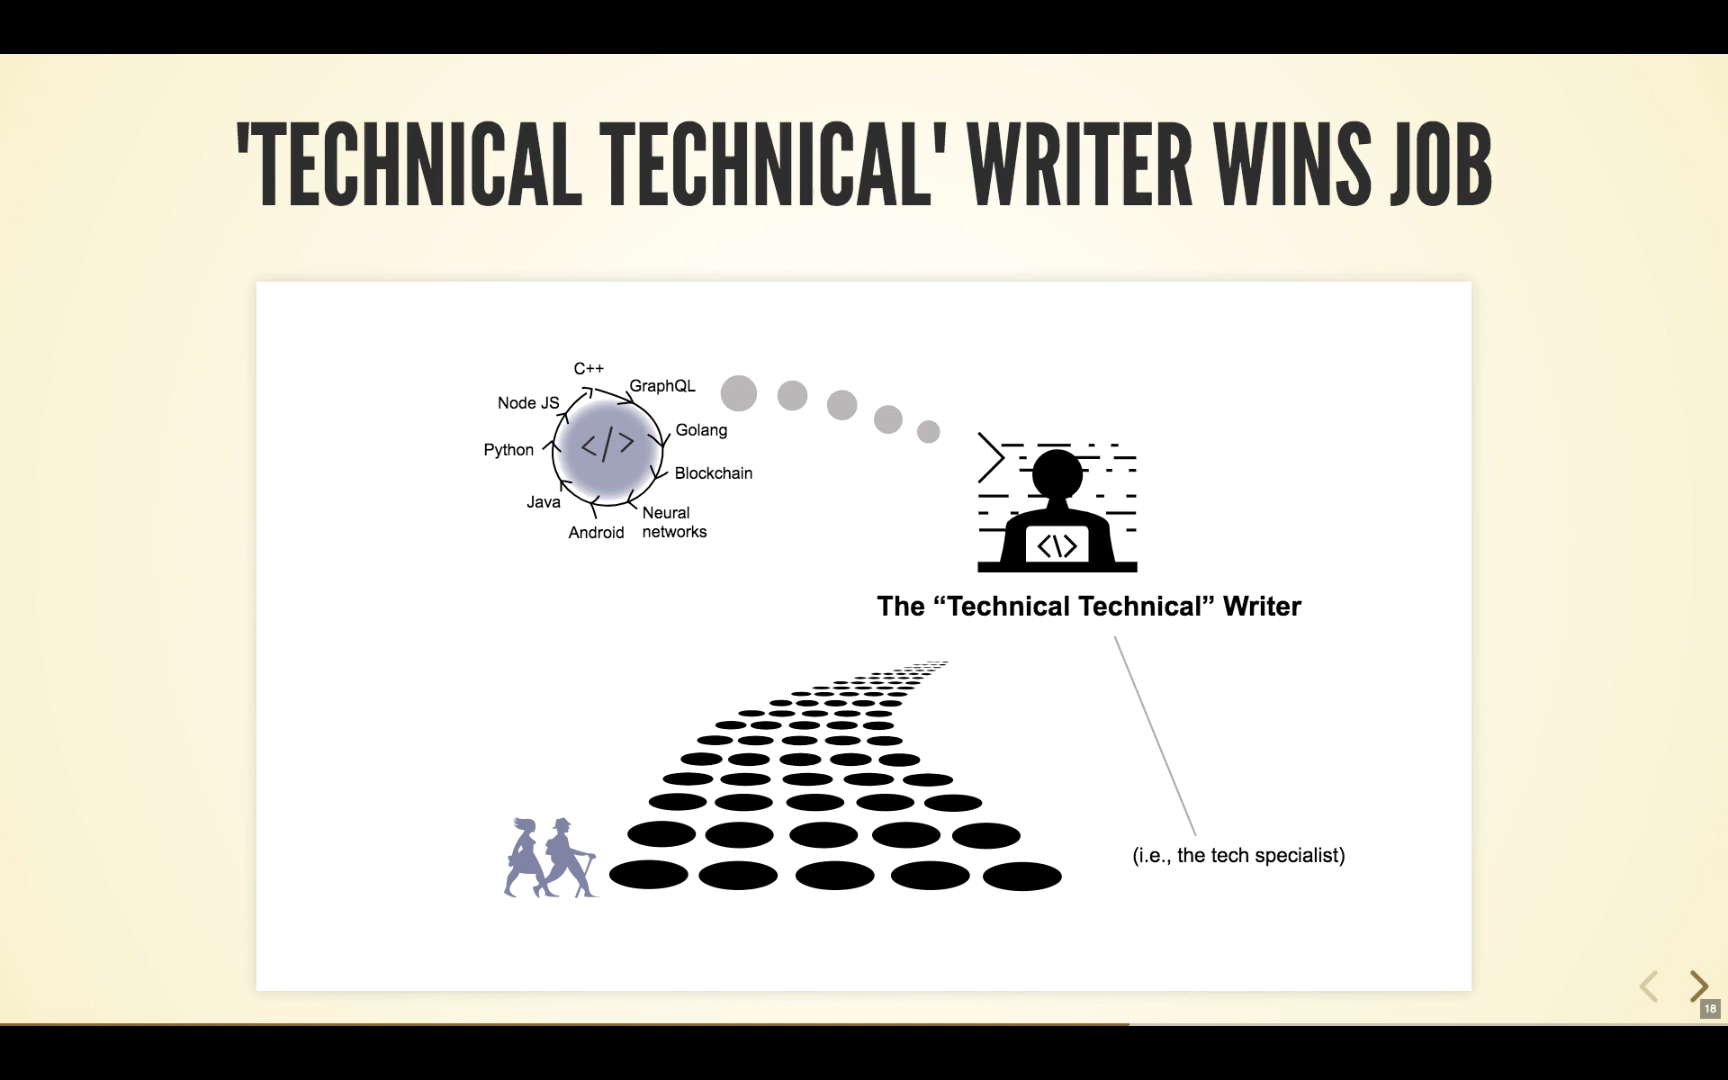 'TECHNICAL TECHNICAL' WRITER WINS JOB
C++
GraphQL
Node JS
Golang
Python
</>
Blockchain
Java
Neural
networks
Android
<\>
The “Technical Technical” Writer
(i.e., the tech specialist)
18